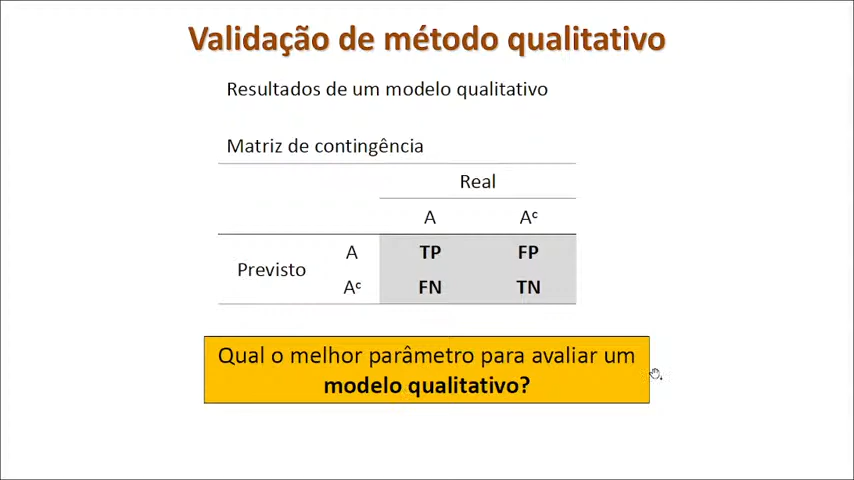 Validação de método qualitativo
Resultados de um modelo qualitativo
Matriz de contingência
Real
A Aᶜ
A TP FP
Previsto
Aᶜ FN TN
Qual o melhor parâmetro para avaliar um
modelo qualitativo?